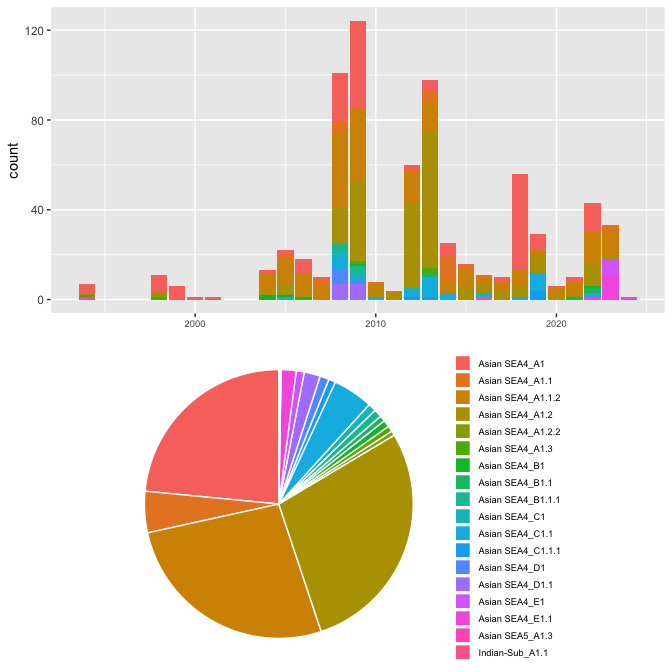 120
80
40
0
count
2000
2010
2020
Asian SEA4_A1
Asian SEA4_A1.1
Asian SEA4_A1.1.2
Asian SEA4_A1.2
Asian SEA4_A1.2.2
Asian SEA4_A1.3
Asian SEA4_B1
Asian SEA4_B1.1
Asian SEA4_B1.1.1
Asian SEA4_C1
Asian SEA4_C1.1
Asian SEA4_C1.1.1
Asian SEA4_D1
Asian SEA4_D1.1
Asian SEA4_E1
Asian SEA4_E1.1
Asian SEA5_A1.3
Indian-Sub_A1.1